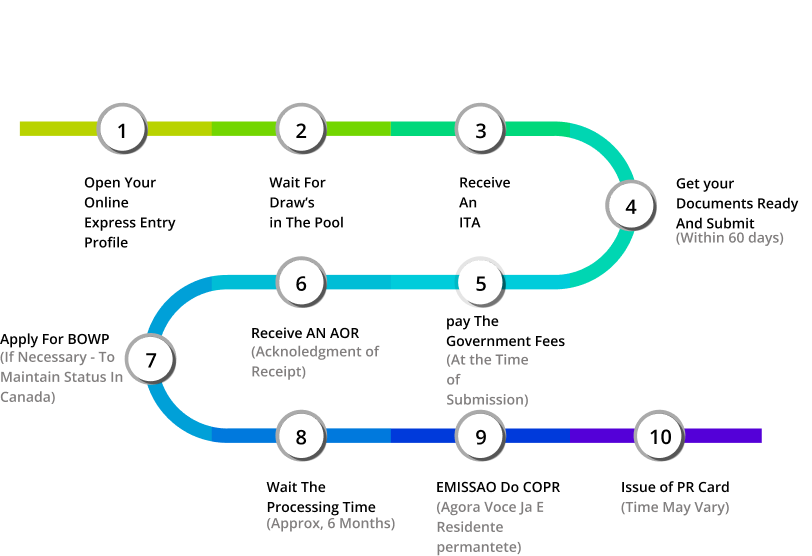 1
Open Your
Online
Express Entry
Profile
2
Wait For
Draw's
in The Pool
3
Receive
An
ITA
4
Get your
Documents Ready
And Submit
(Within 60 days)
5
pay The
Government Fees
(At the Time
of
Submission)
6
Receive AN AOR
(Acknoledgment of
Receipt)
7
Apply For BOWP
(If Necessary - To
Maintain Status In
Canada)
8
Wait The
Processing Time
(Approx, 6 Months)
9
EMISSAO Do COPR
(Agora Voce Ja E
Residente
permantete)
10
Issue of PR Card
(Time May Vary)